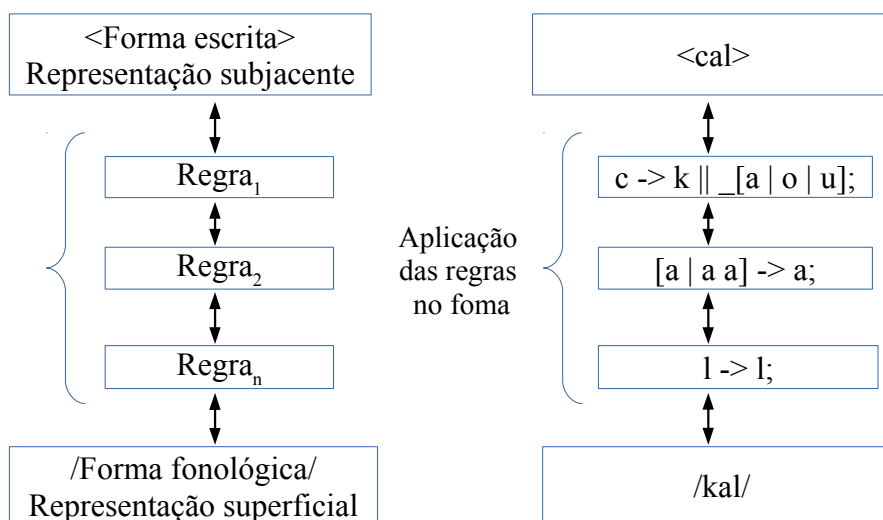 <Forma escrita>
Representação subjacente
Regra1
Regra2
Regran
/Forma fonológica/
Representação superficial
Aplicação
das regras
no foma
<cal>
c -> k || _[a | o | u];
[a | a a] -> a;
l -> l;
/kal/